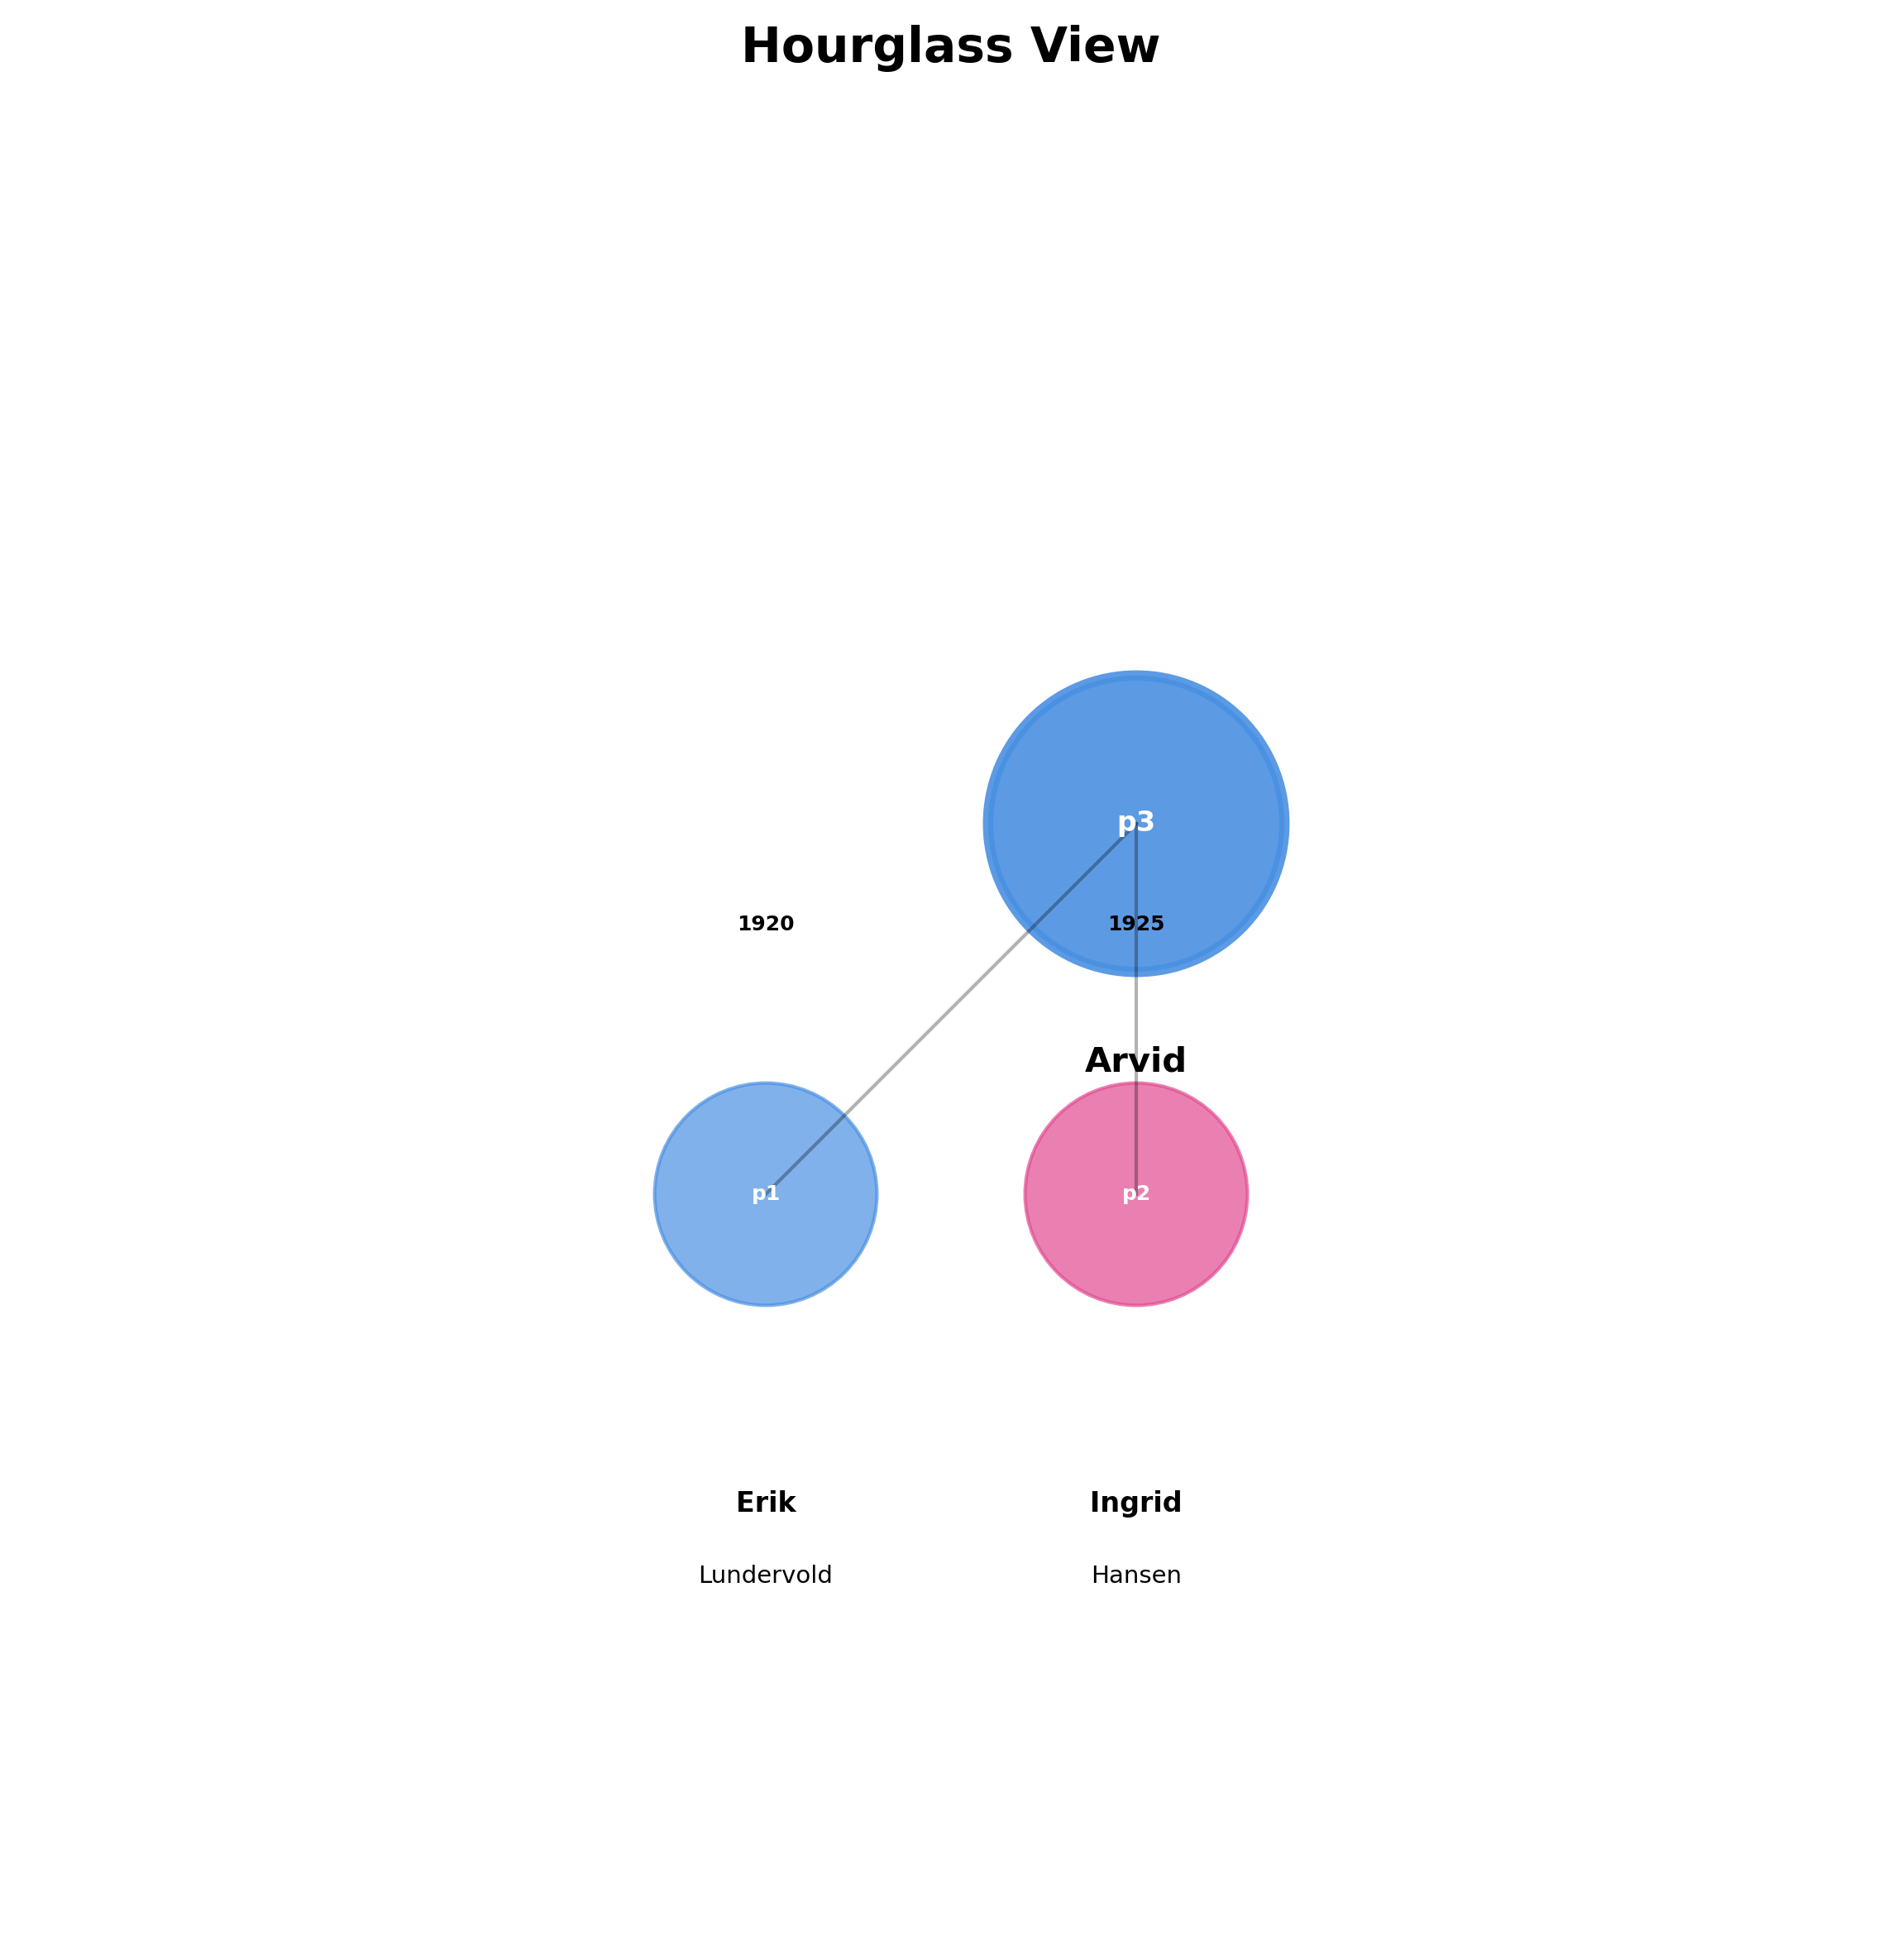 Hourglass View
p3
1920
1925
Arvid
p1
p2
Erik
Ingrid
Lundervold
Hansen